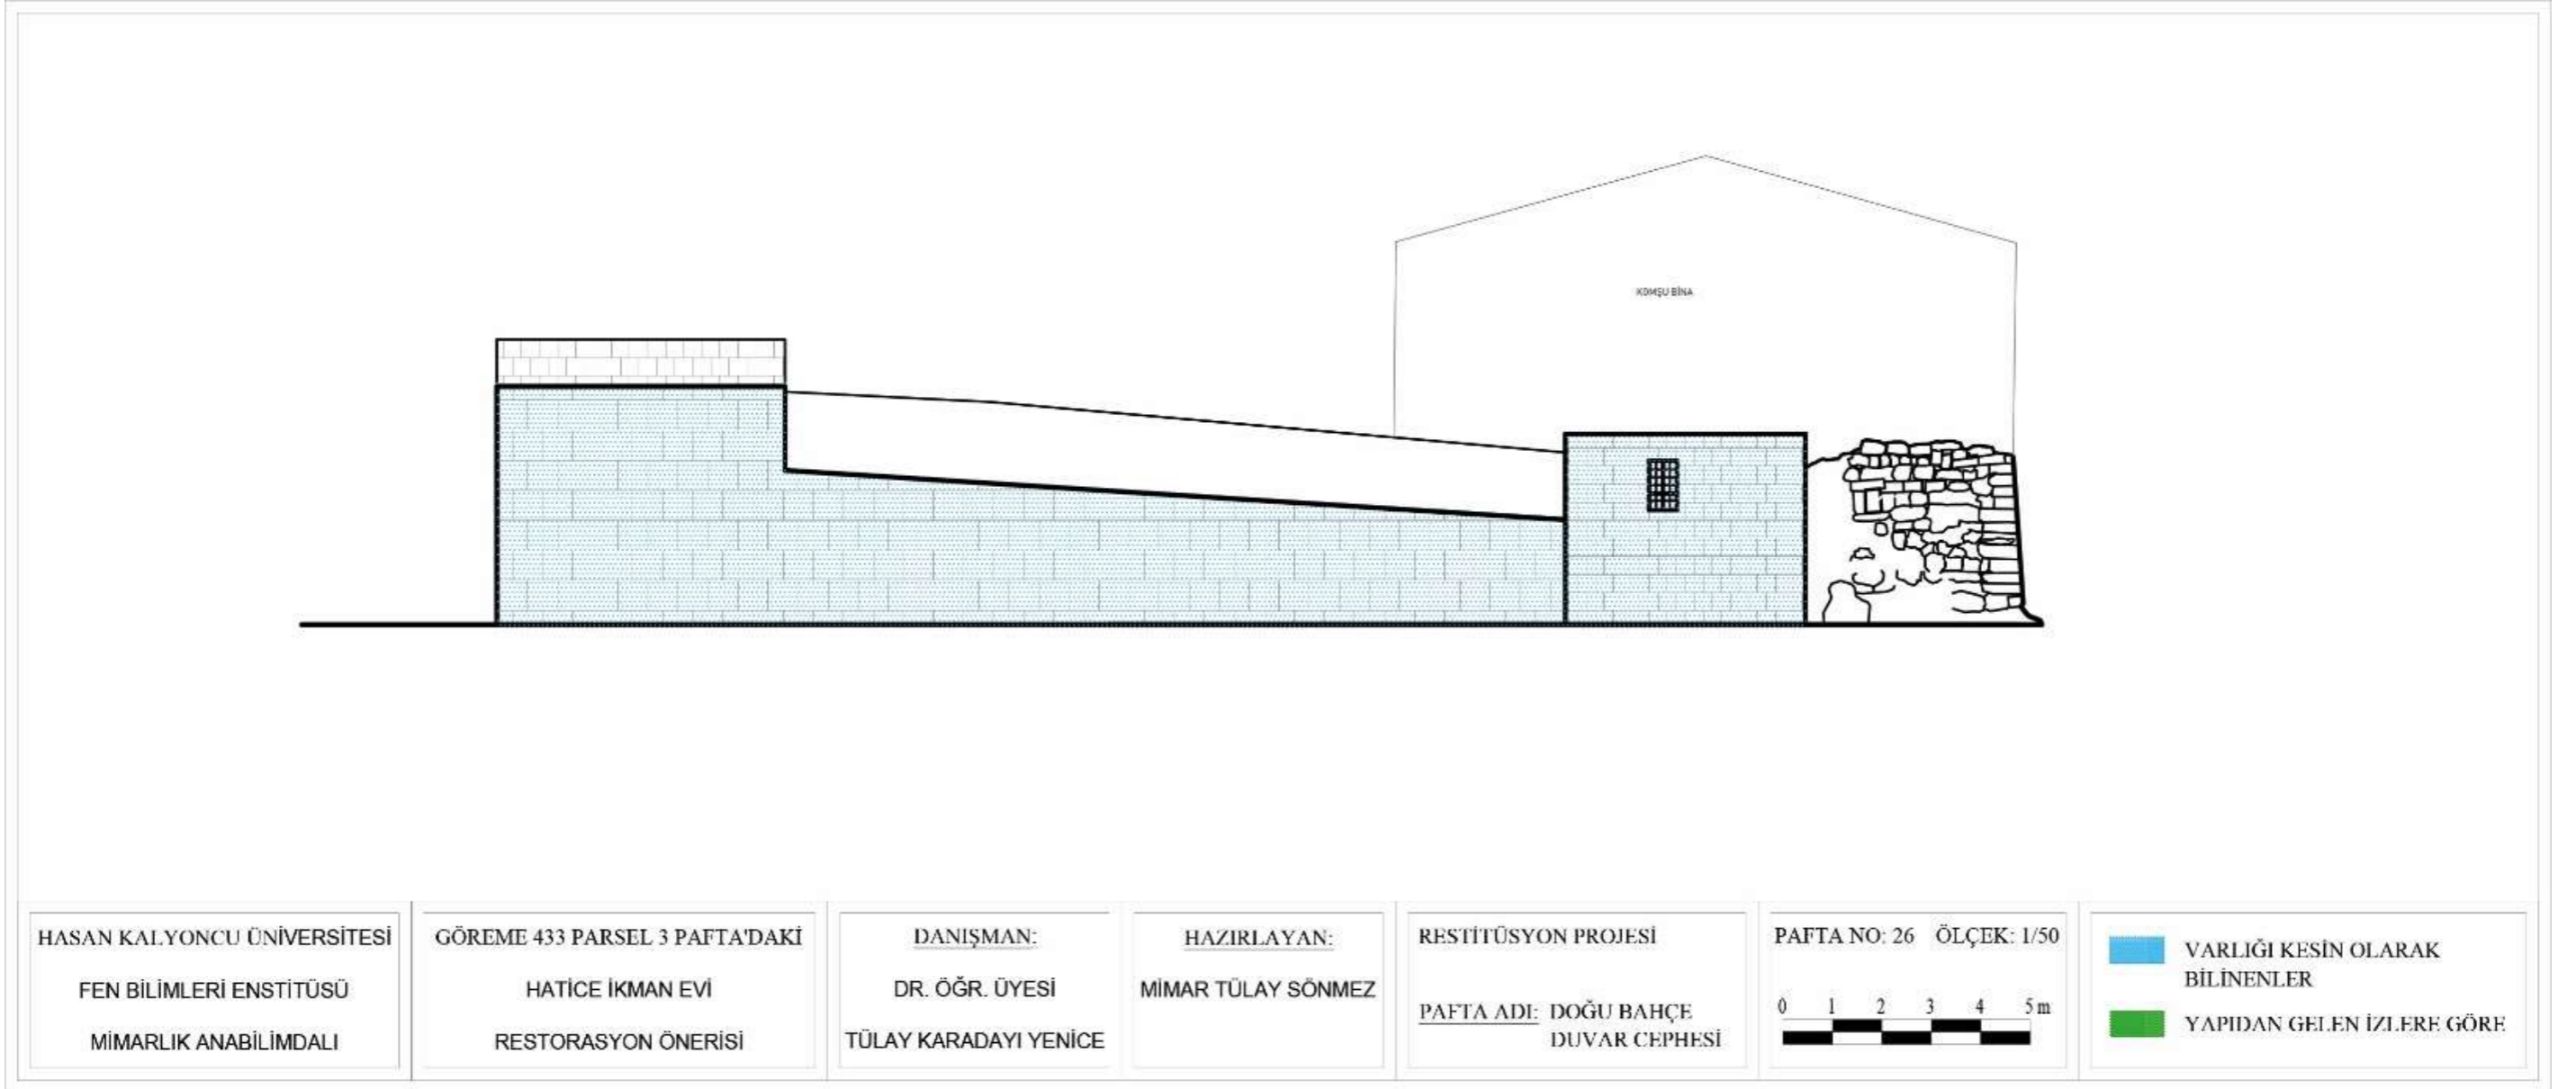 KOMŞU BİNA
HASAN KALYONCU ÜNİVERSİTESİ
FEN BİLİMLERİ ENSTİTÜSÜ
MİMARLIK ANABİLİMDALI
GÖREME 433 PARSEL 3 PAFTA'DAKİ
HATİCE İKMAN EVİ
RESTORASYON ÖNERİSİ
DANIŞMAN:
DR. ÖĞR. ÜYESİ
TÜLAY KARADAYI YENİCE
HAZIRLAYAN:
MİMAR TÜLAY SÖNMEZ
RESTİTÜSYON PROJESİ
PAFTA ADI: DOĞU BAHÇE
DUVAR CEPHESİ
PAFTA NO: 26 ÖLÇEK: 1/50
0 1 2 3 4 5 m
VARLIĞI KESİN OLARAK
BİLİNENLER
YAPIDAN GELEN İZLERE GÖRE